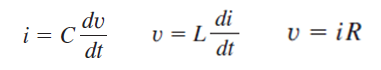 i = C dv/dt    v = L di/dt    v = iR